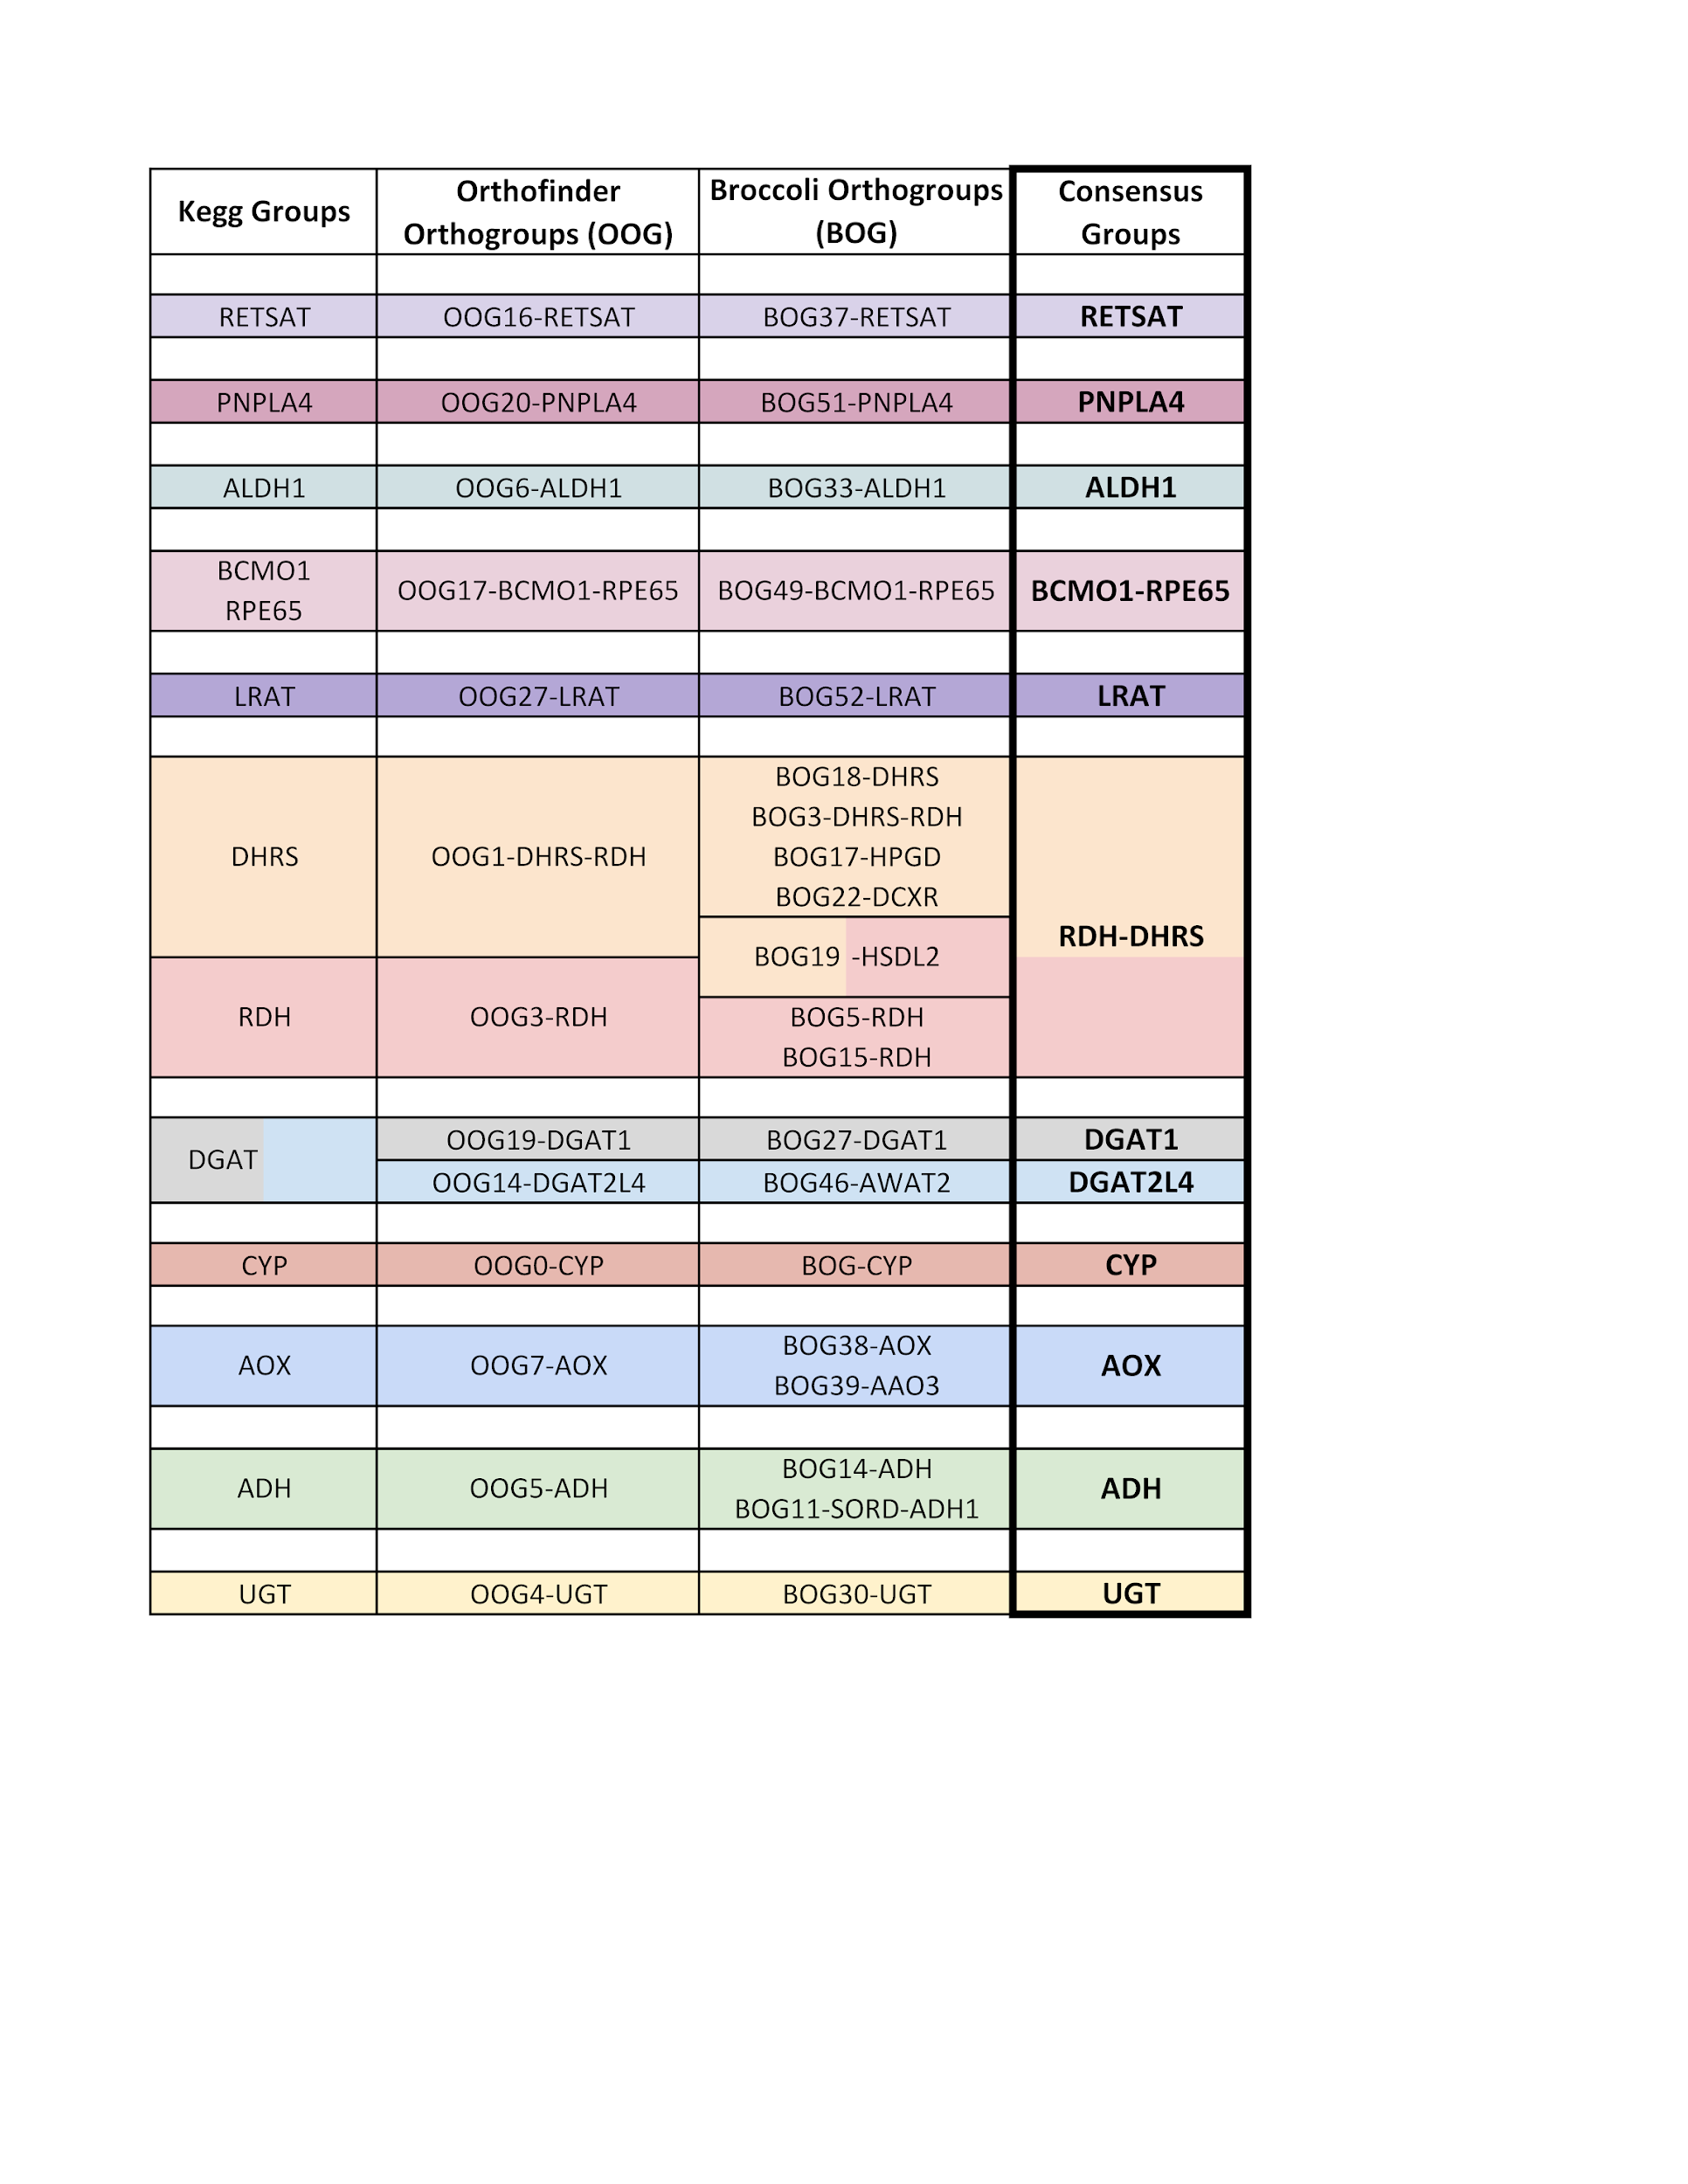 Kegg Groups
Orthofinder
Orthogroups (OOG)
Broccoli Orthogroups
(BOG)
Consensus
Groups
RETSAT
OOG16-RETSAT
BOG37-RETSAT
RETSAT
PNPLA4
OOG20-PNPLA4
BOG51-PNPLA4
PNPLA4
ALDH1
OOG6-ALDH1
BOG33-ALDH1
ALDH1
BCMO1
RPE65
OOG17-BCMO1-RPE65
BOG49-BCMO1-RPE65
BCMO1-RPE65
LRAT
OOG27-LRAT
BOG52-LRAT
LRAT
DHRS
OOG1-DHRS-RDH
BOG18-DHRS
BOG3-DHRS-RDH
BOG17-HPGD
BOG22-DCXR
BOG19 -HSDL2
RDH-DHRS
RDH
OOG3-RDH
BOG5-RDH
BOG15-RDH
DGAT
OOG19-DGAT1
BOG27-DGAT1
DGAT1
OOG14-DGAT2L4
BOG46-AWAT2
DGAT2L4
CYP
OOG0-CYP
BOG-CYP
CYP
AOX
OOG7-AOX
BOG38-AOX
BOG39-AAO3
AOX
ADH
OOG5-ADH
BOG14-ADH
BOG11-SORD-ADH1
ADH
UGT
OOG4-UGT
BOG30-UGT
UGT